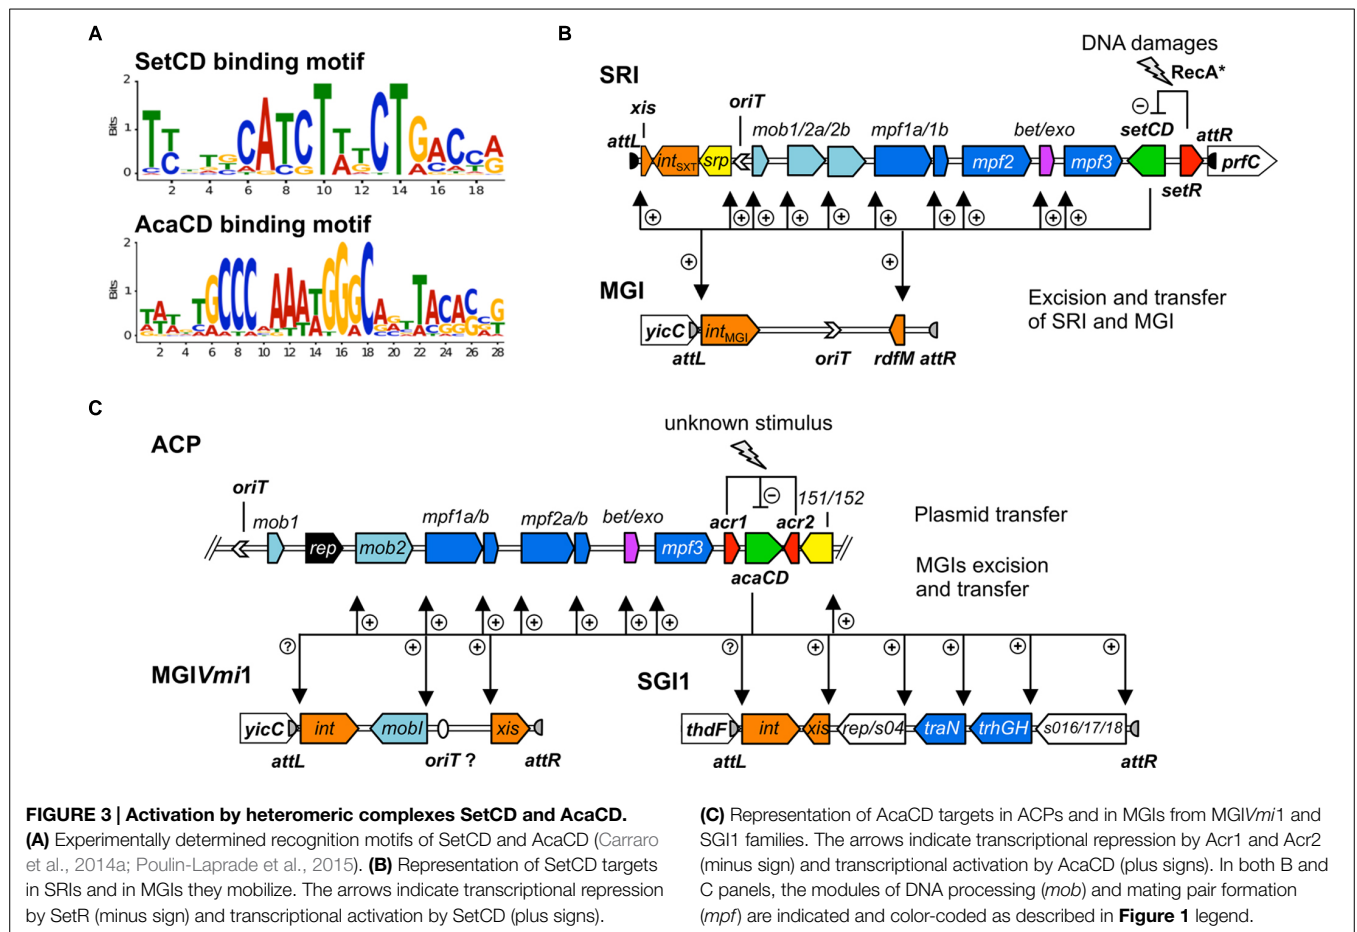 A
SetCD binding motif
2
Bits
1
0
2 4 6 8 10 12 14 16 18
AcaCD binding motif
2
Bits
1
0
2 4 6 8 10 12 14 16 18 20 22 24 26 28
B
DNA damages
RecA*
SRI
xis
oriT
mob1/2a/2b
mpf1a/1b
bet/exo
setCD
attL
attR
intSXT
srp
mpf2
mpf3
prfC
setR
MGI
Excision and transfer
of SRI and MGI
yicC
intMGI
attL
oriT
rdfM attR
C
unknown stimulus
ACP
oriT
mob1
mpf1a/b
mpf2a/b
bet/exo
acr1
acr2
151/152
rep
mob2
mpf3
acaCD
Plasmid transfer
MGIs excision
and transfer
MGIVmi1
SGI1
yicC
int
mobI
xis
thdF
int
xis
rep/s04
traN
trhGH
s016/17/18
attL
oriT ?
attR
attL
attR
FIGURE 3 | Activation by heteromeric complexes SetCD and AcaCD.
(A) Experimentally determined recognition motifs of SetCD and AcaCD (Carraro
et al., 2014a; Poulin-Laprade et al., 2015). (B) Representation of SetCD targets
in SRIs and in MGIs they mobilize. The arrows indicate transcriptional repression
by SetR (minus sign) and transcriptional activation by SetCD (plus signs).
(C) Representation of AcaCD targets in ACPs and in MGIs from MGIVmi1 and
SGI1 families. The arrows indicate transcriptional repression by Acr1 and Acr2
(minus sign) and transcriptional activation by AcaCD (plus signs). In both B and
C panels, the modules of DNA processing (mob) and mating pair formation
(mpf) are indicated and color-coded as described in Figure 1 legend.